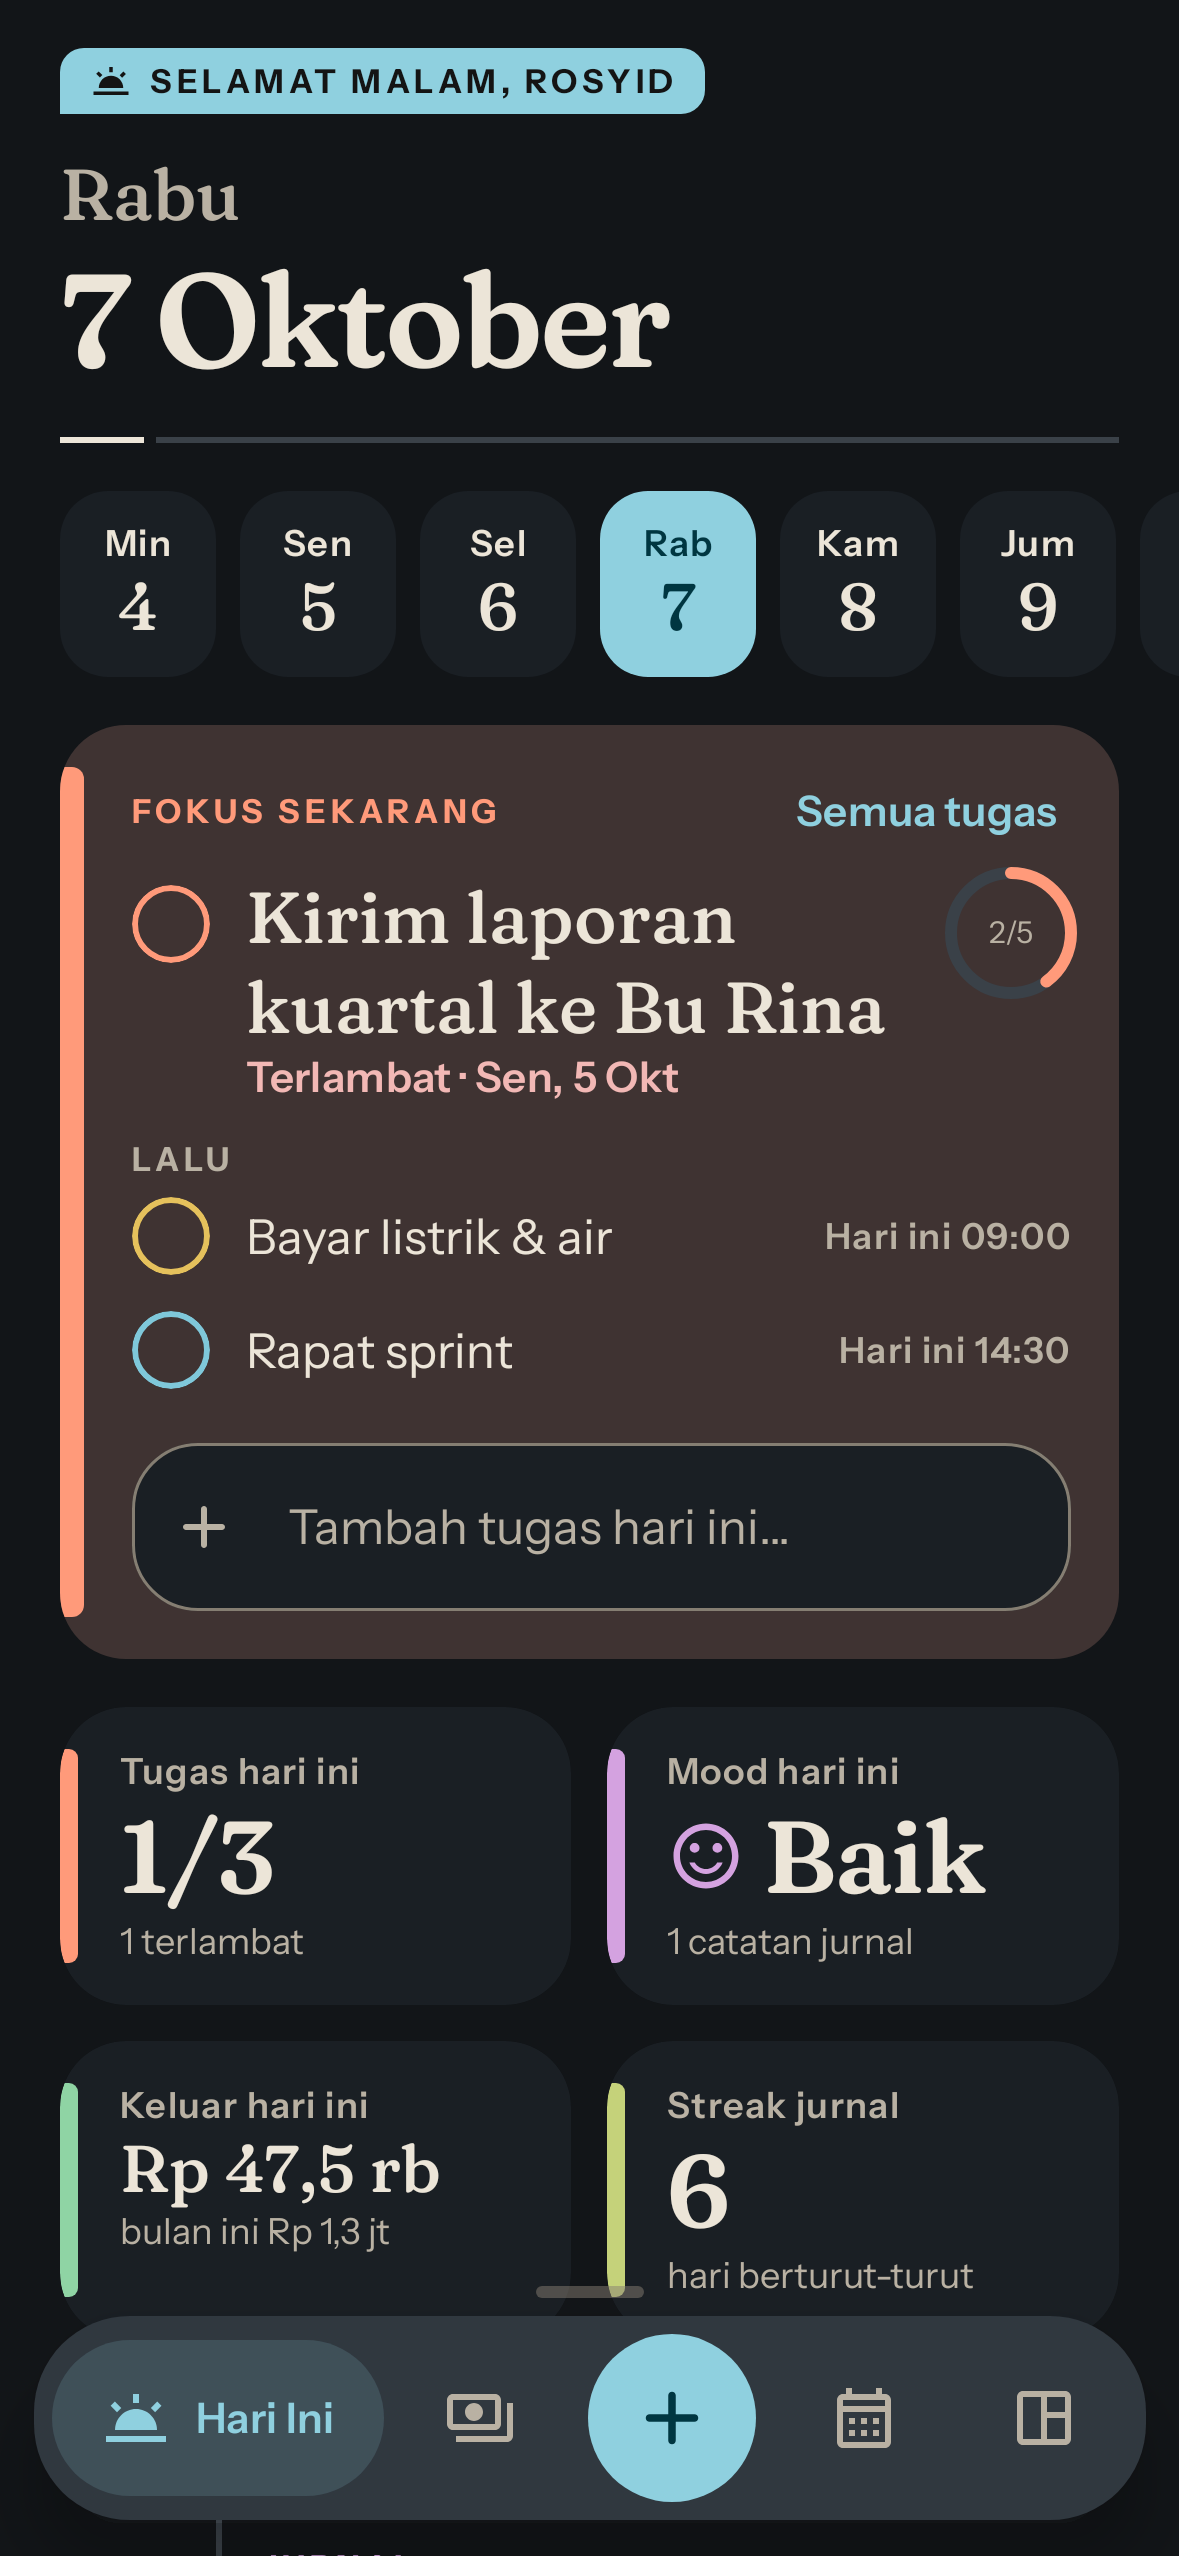 SELAMAT MALAM, ROSYID
Rabu
7 Oktober
Min
4
Sen
5
Sel
6
Rab
7
Kam
8
Jum
9
FOKUS SEKARANG
Semua tugas
Kirim laporan
kuartal ke Bu Rina
2/5
Terlambat · Sen, 5 Okt
LALU
Bayar listrik & air
Hari ini 09:00
Rapat sprint
Hari ini 14:30
Tambah tugas hari ini...
Tugas hari ini
1/3
1 terlambat
Mood hari ini
Baik
1 catatan jurnal
Keluar hari ini
Rp 47,5 rb
bulan ini Rp 1,3 jt
Streak jurnal
6
hari berturut-turut
Hari Ini